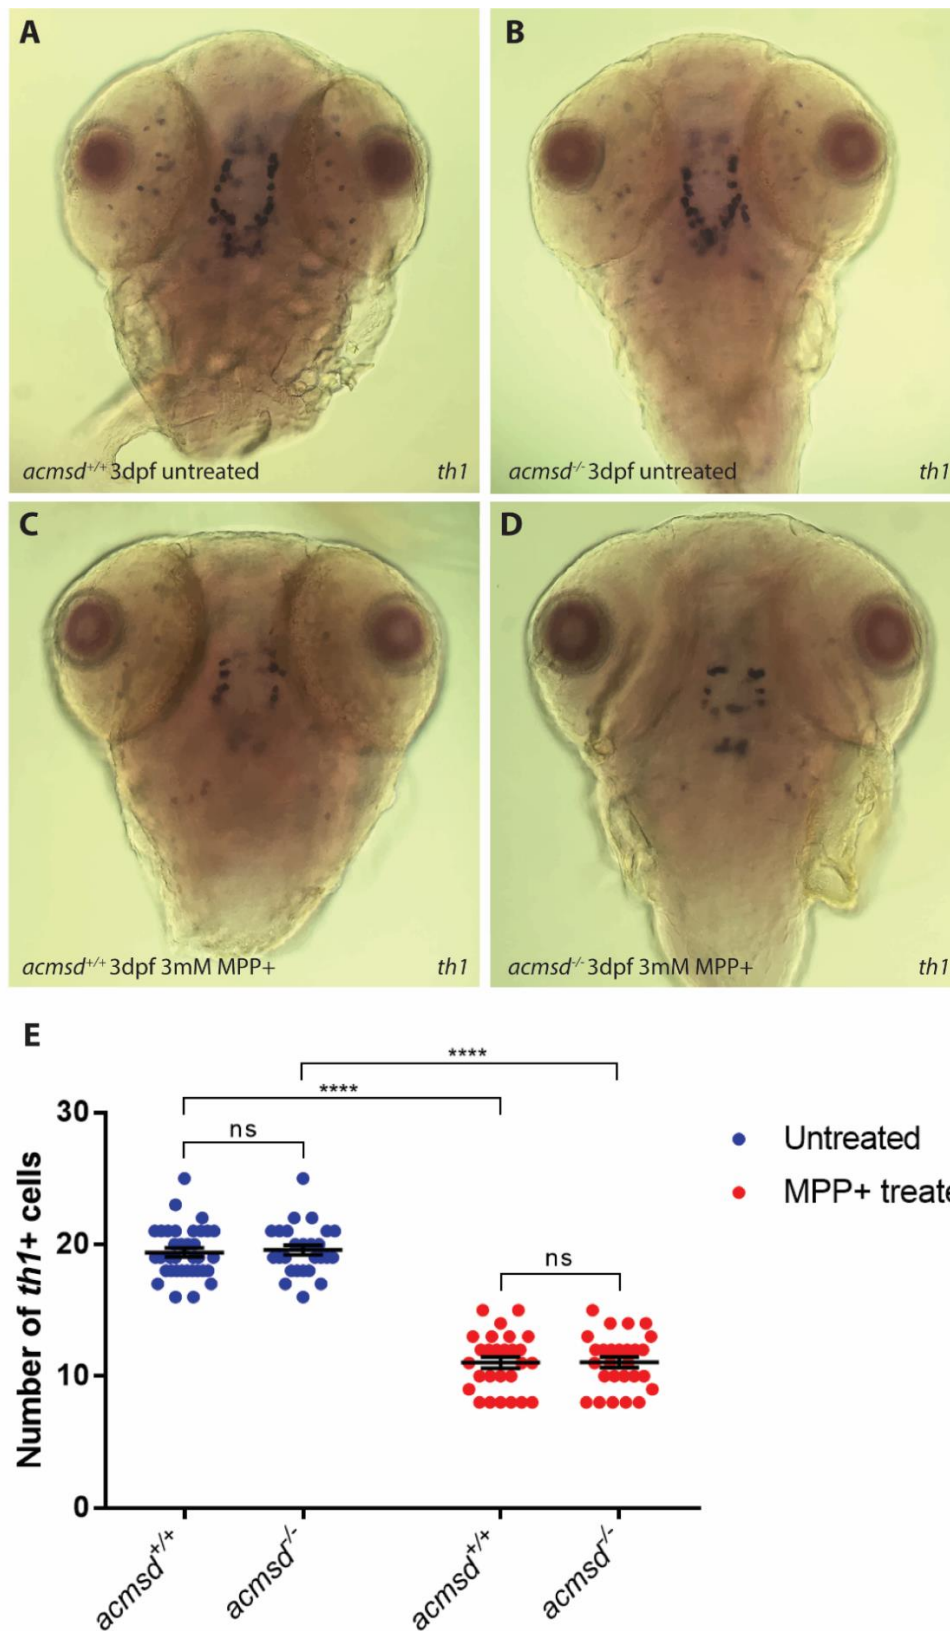 A
B
acmsd+/+ 3dpf untreated th1
acmsd-/- 3dpf untreated th1
C
D
acmsd+/+ 3dpf 3mM MPP+ th1
acmsd-/- 3dpf 3mM MPP+ th1
E
****
****
ns
ns
30
20
10
0
Number of th1+ cells
Untreated
MPP+ treate
acmsd+/+
acmsd-/-
acmsd+/+
acmsd-/-